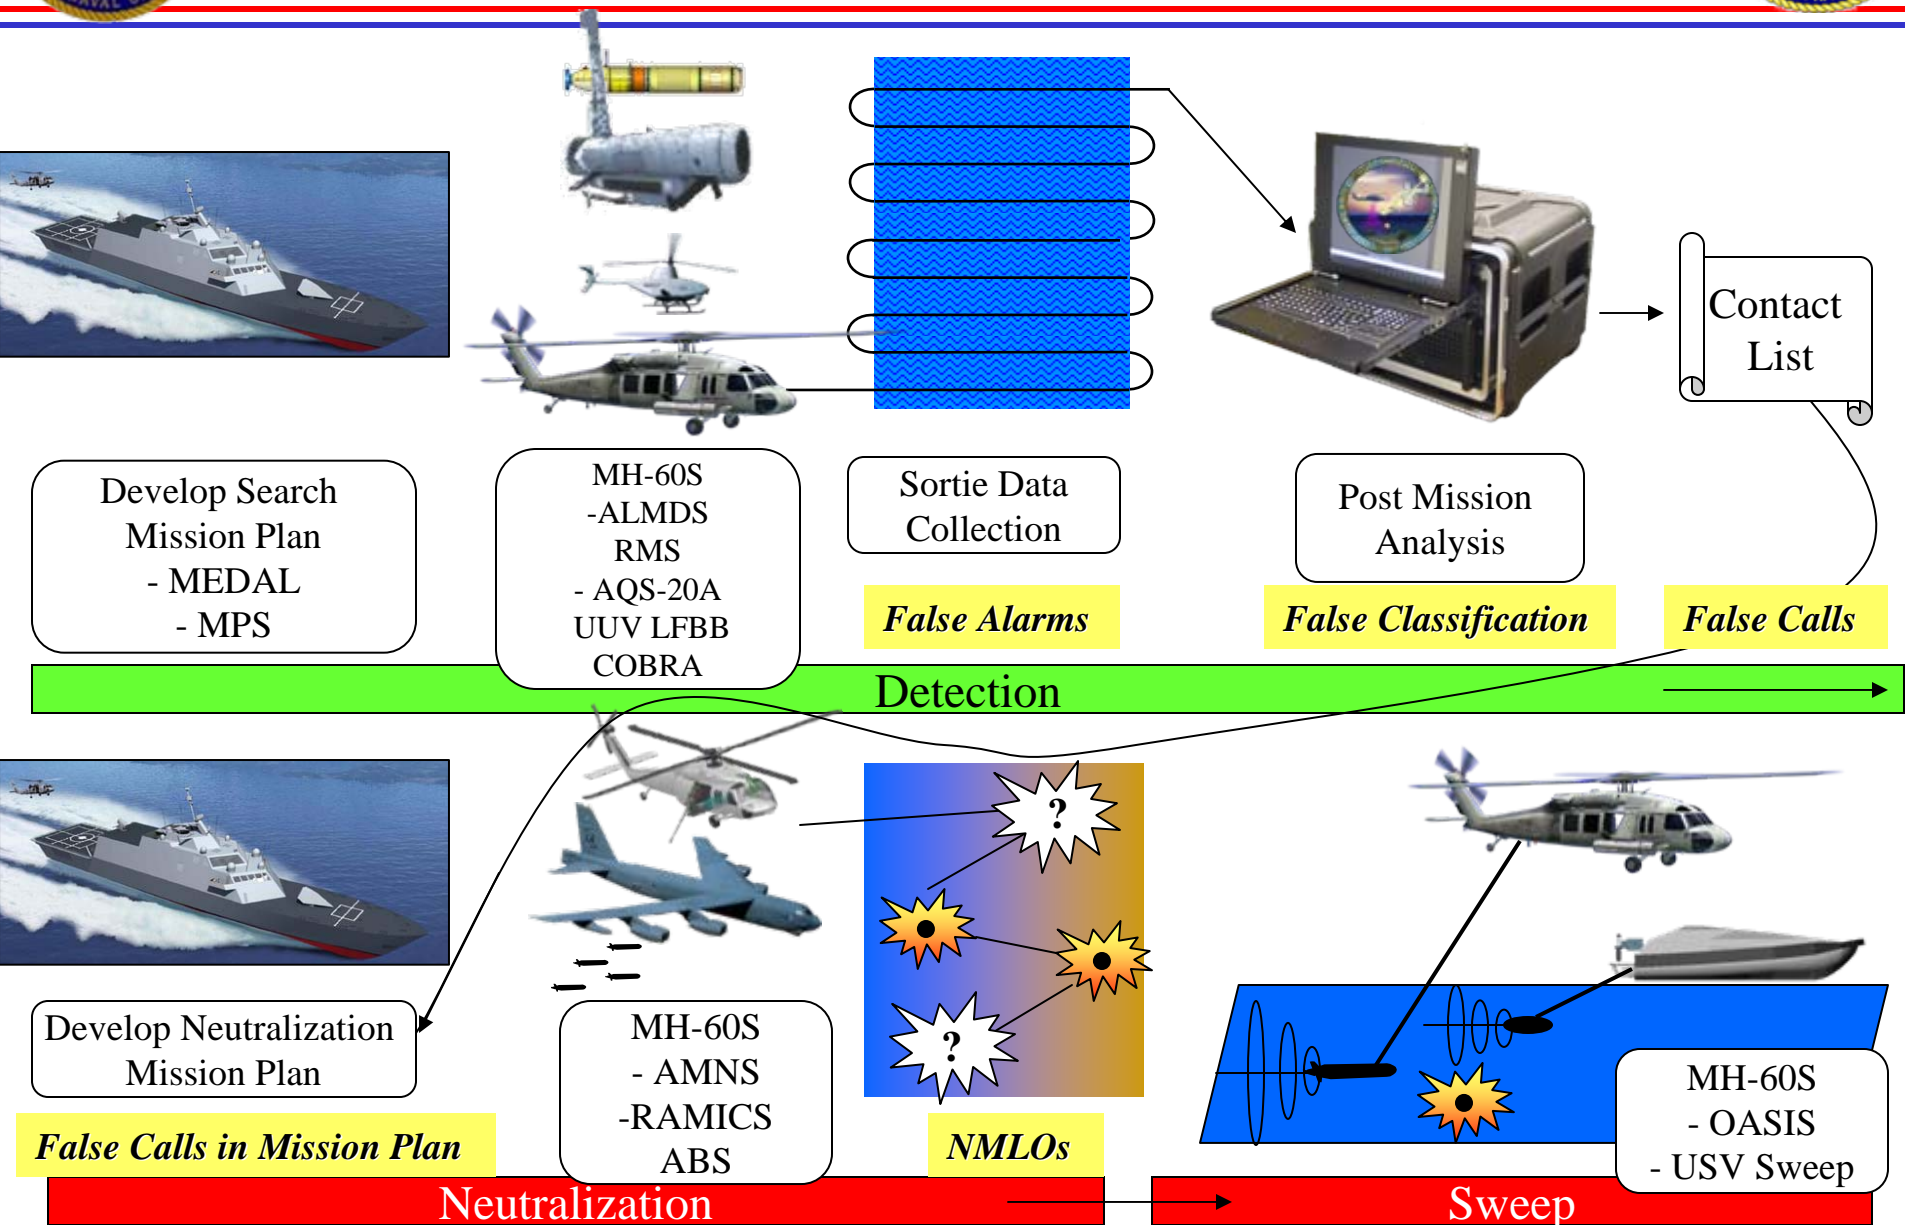 NAVAL
Contact
List
Develop Search
Mission Plan
- MEDAL
- MPS
MH-60S
-ALMDS
RMS
- AQS-20A
UUV LFBB
COBRA
Sortie Data
Collection
Post Mission
Analysis
False Alarms
False Classification
False Calls
Detection
?
?
Develop Neutralization
Mission Plan
MH-60S
- AMNS
-RAMICS
ABS
MH-60S
- OASIS
- USV Sweep
False Calls in Mission Plan
NMLOs
Neutralization
Sweep